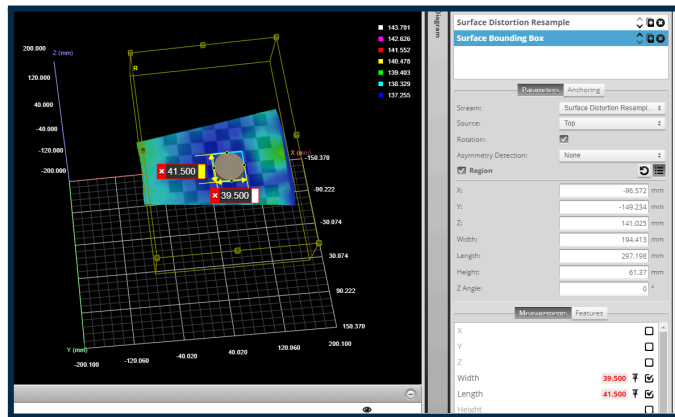 143.701
142.626
141.552
140.478
139.403
138.329
137.255
200.000 Z (mm)
120.000
40.000
-40.000
-120.000
-200.000
R
X (mm)
41.500
39.500
-150.370
-90.222
-30.074
30.074
90.222
150.370
Y (mm)
-200.100
-120.060
-40.020
40.020
120.060
200.100
Diagram
Surface Distortion Resample
Surface Bounding Box
Parameters Anchoring
Stream: Surface Distortion Resampl...
Source: Top
Rotation:
Asymmetry Detection: None
Region
X: -96.572 mm
Y: -149.234 mm
Z: 141.025 mm
Width: 194.413 mm
Length: 297.198 mm
Height: 61.37 mm
Z Angle: 0 °
Measurements Features
X
Y
Z
Width 39.500
Length 41.500
Height